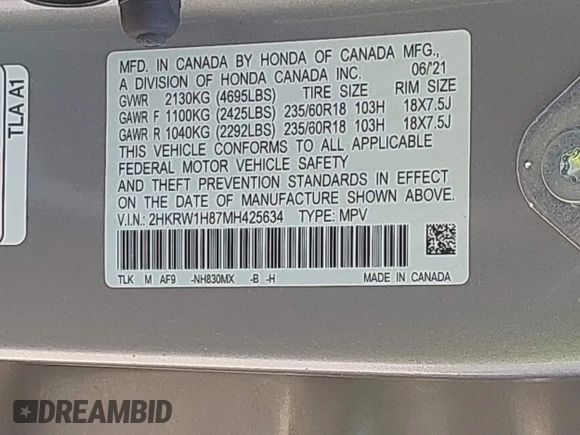 MFD. IN CANADA BY HONDA OF CANADA MFG.,
A DIVISION OF HONDA CANADA INC. 06/'21
GVWR 2130KG (4695LBS) TIRE SIZE RIM SIZE
GAWR F 1100KG (2425LBS) 235/60R18 103H 18X7.5J
GAWR R 1040KG (2292LBS) 235/60R18 103H 18X7.5J
THIS VEHICLE CONFORMS TO ALL APPLICABLE
FEDERAL MOTOR VEHICLE SAFETY
AND THEFT PREVENTION STANDARDS IN EFFECT
ON THE DATE OF MANUFACTURE SHOWN ABOVE.
V.I.N.: 2HKRW1H87MH425634 TYPE: MPV
TLK M AF9 -NH830MX -B -H MADE IN CANADA
TLA A1
DREAMBID